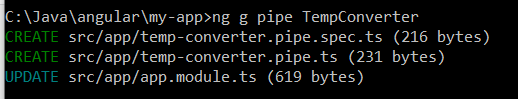 C:\Java\angular\my-app>ng g pipe TempConverter
CREATE src/app/temp-converter.pipe.spec.ts (216 bytes)
CREATE src/app/temp-converter.pipe.ts (231 bytes)
UPDATE src/app/app.module.ts (619 bytes)